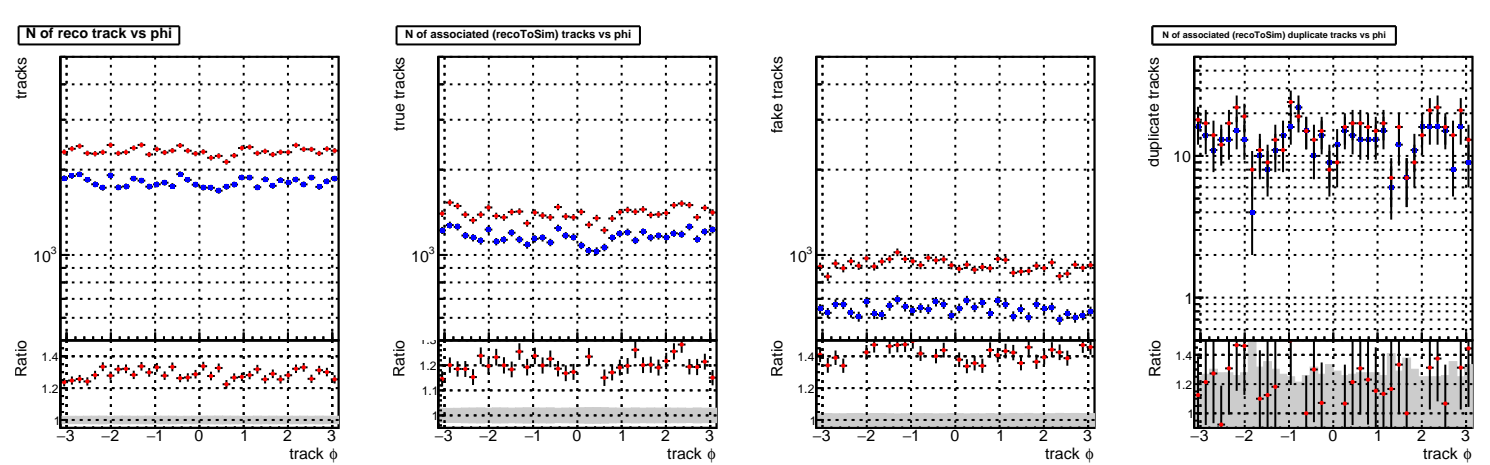 N of reco track vs phi
tracks
10³
Ratio
1.4
1.2
1
−3 −2 −1 0 1 2 3
track ϕ
N of associated (recoToSim) tracks vs phi
true tracks
10³
Ratio
1.3
1.2
1.1
1
−3 −2 −1 0 1 2 3
track ϕ
fake tracks
10³
Ratio
1.4
1.2
1
−3 −2 −1 0 1 2 3
track ϕ
N of associated (recoToSim) duplicate tracks vs phi
duplicate tracks
10
1
Ratio
1.4
1.2
1
−3 −2 −1 0 1 2 3
track ϕ